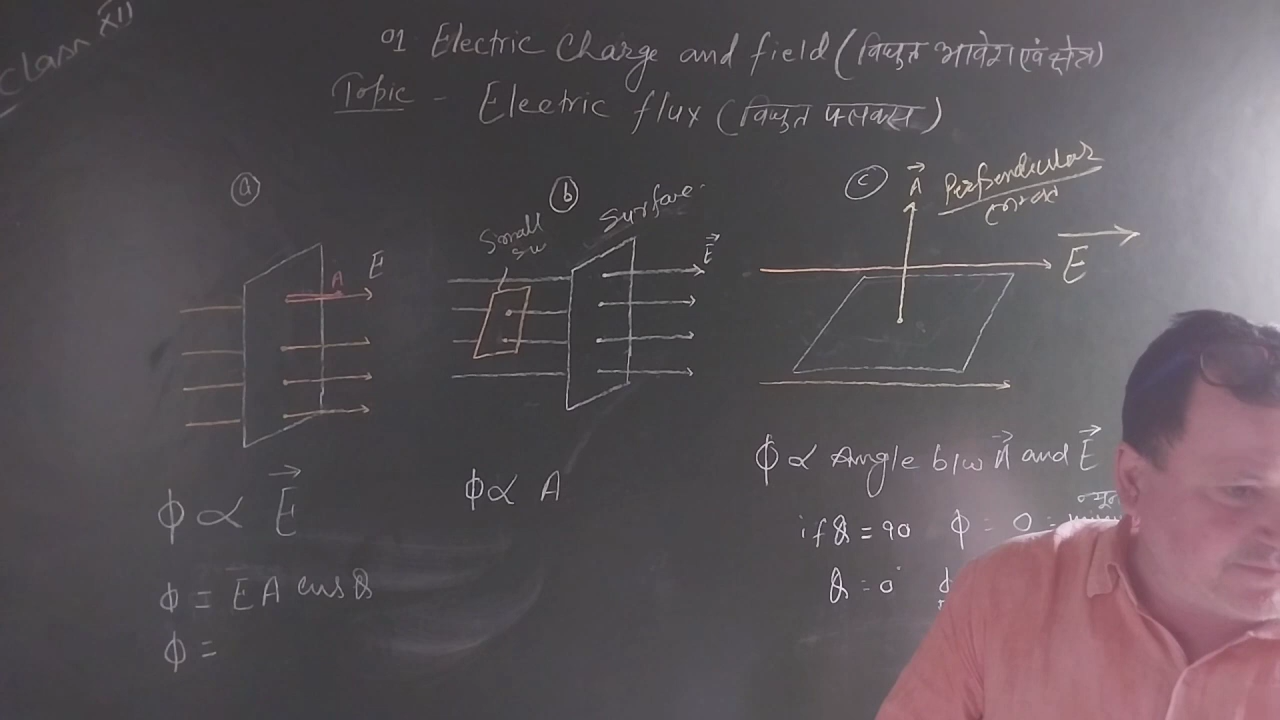 Class XII
01 Electric Charge and field (विद्युत आवेश एवं क्षेत्र)
Topic - Electric flux (विद्युत फ्लक्स)
ⓐ
A
E
ⓑ
Small
Surface
E⃗
ⓒ
A⃗
Perpendicular
E
ϕ ∝ E⃗
ϕ = EA cos θ
ϕ =
ϕ ∝ A
ϕ ∝ Angle b/w A⃗ and E⃗
if θ = 90 ϕ = 0 =
θ = 0°